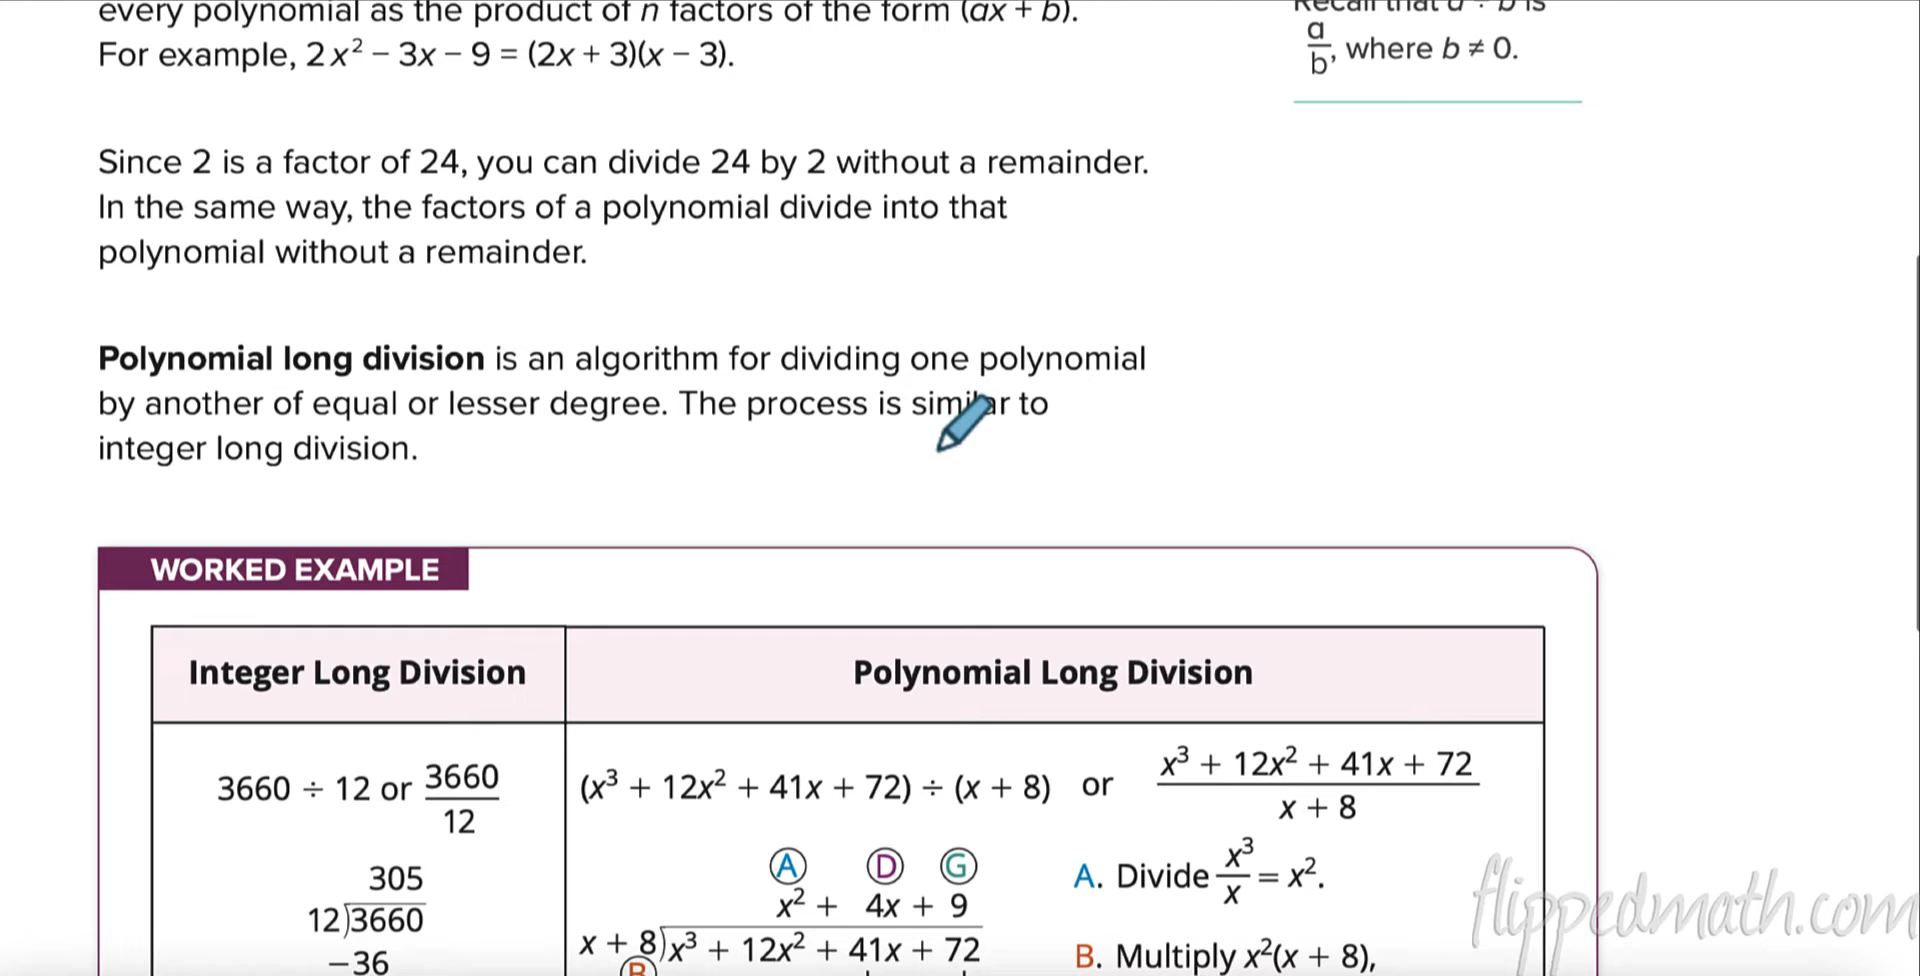 every polynomial as the product of n factors of the form (ax + b).
For example, 2x² − 3x − 9 = (2x + 3)(x − 3).
Recall that a ÷ b is
a/b, where b ≠ 0.
Since 2 is a factor of 24, you can divide 24 by 2 without a remainder.
In the same way, the factors of a polynomial divide into that
polynomial without a remainder.
Polynomial long division is an algorithm for dividing one polynomial
by another of equal or lesser degree. The process is similar to
integer long division.
WORKED EXAMPLE
Integer Long Division
Polynomial Long Division
3660 ÷ 12 or 3660/12
305
12)3660
−36
(x³ + 12x² + 41x + 72) ÷ (x + 8) or (x³ + 12x² + 41x + 72)/(x + 8)
A D G
x² + 4x + 9
x + 8)x³ + 12x² + 41x + 72
B
A. Divide x³/x = x².
B. Multiply x²(x + 8),
flippedmath.com